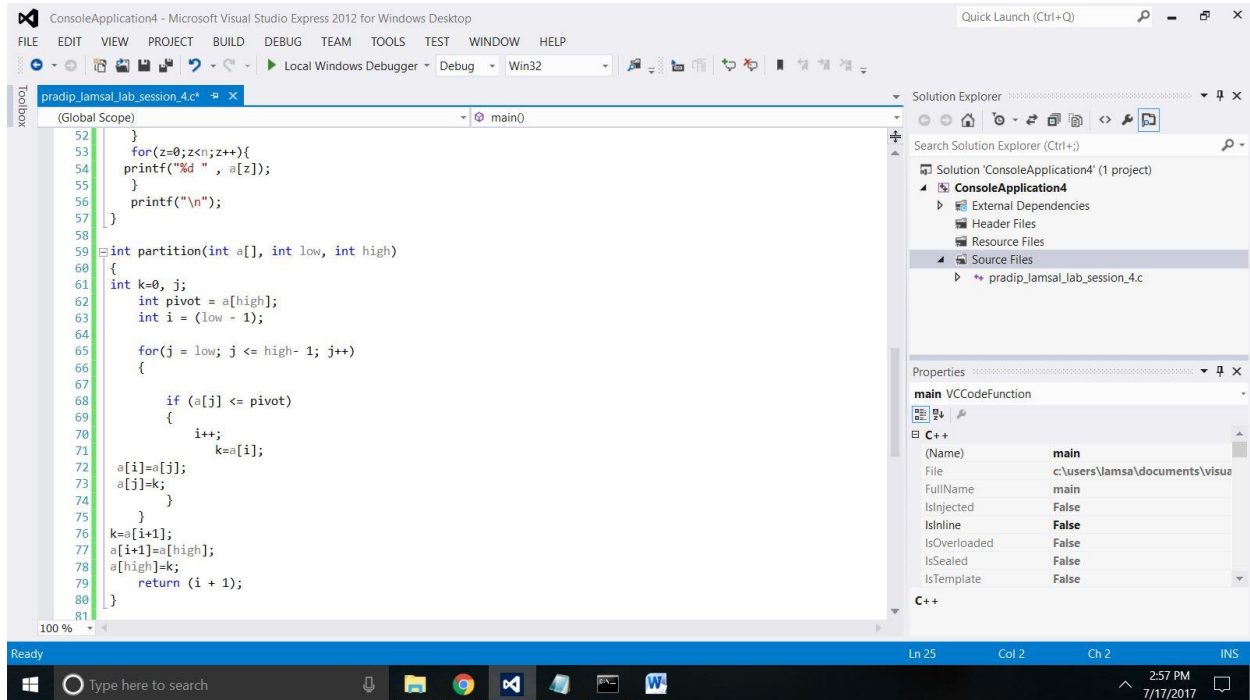 ConsoleApplication4 - Microsoft Visual Studio Express 2012 for Windows Desktop
Quick Launch (Ctrl+Q)
FILE EDIT VIEW PROJECT BUILD DEBUG TEAM TOOLS TEST WINDOW HELP
Local Windows Debugger Debug Win32
Toolbox
pradip_lamsal_lab_session_4.c*
(Global Scope) main()
52 }
53 for(z=0;z<n;z++){
54 printf("%d " , a[z]);
55 }
56 printf("\n");
57 }
58
59 int partition(int a[], int low, int high)
60 {
61 int k=0, j;
62 int pivot = a[high];
63 int i = (low - 1);
64
65 for(j = low; j <= high- 1; j++)
66 {
67
68 if (a[j] <= pivot)
69 {
70 i++;
71 k=a[i];
72 a[i]=a[j];
73 a[j]=k;
74 }
75 }
76 k=a[i+1];
77 a[i+1]=a[high];
78 a[high]=k;
79 return (i + 1);
80 }
81
100 %
Solution Explorer
Search Solution Explorer (Ctrl+;)
Solution 'ConsoleApplication4' (1 project)
ConsoleApplication4
External Dependencies
Header Files
Resource Files
Source Files
pradip_lamsal_lab_session_4.c
Properties
main VCCodeFunction
C++
(Name) main
File c:\users\lamsa\documents\visua
FullName main
IsInjected False
IsInline False
IsOverloaded False
IsSealed False
IsTemplate False
C++
Ready Ln 25 Col 2 Ch 2 INS
Type here to search
2:57 PM
7/17/2017